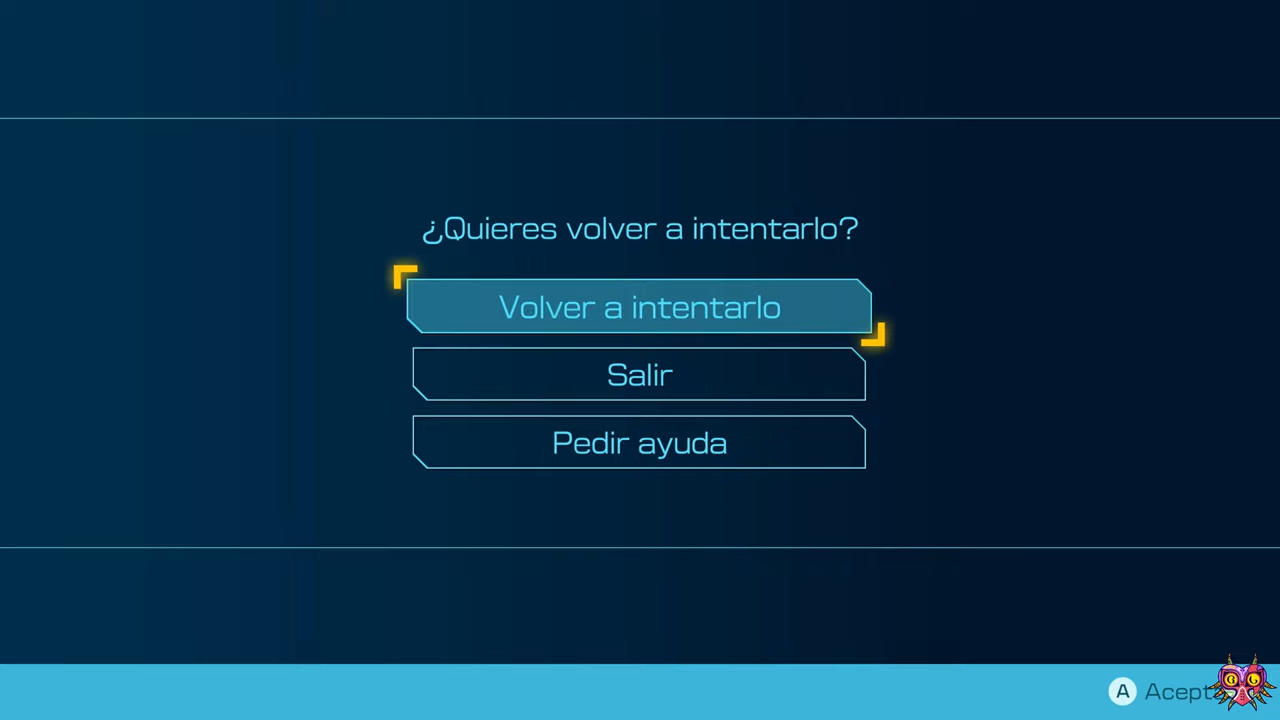 ¿Quieres volver a intentarlo?
Volver a intentarlo
Salir
Pedir ayuda
A